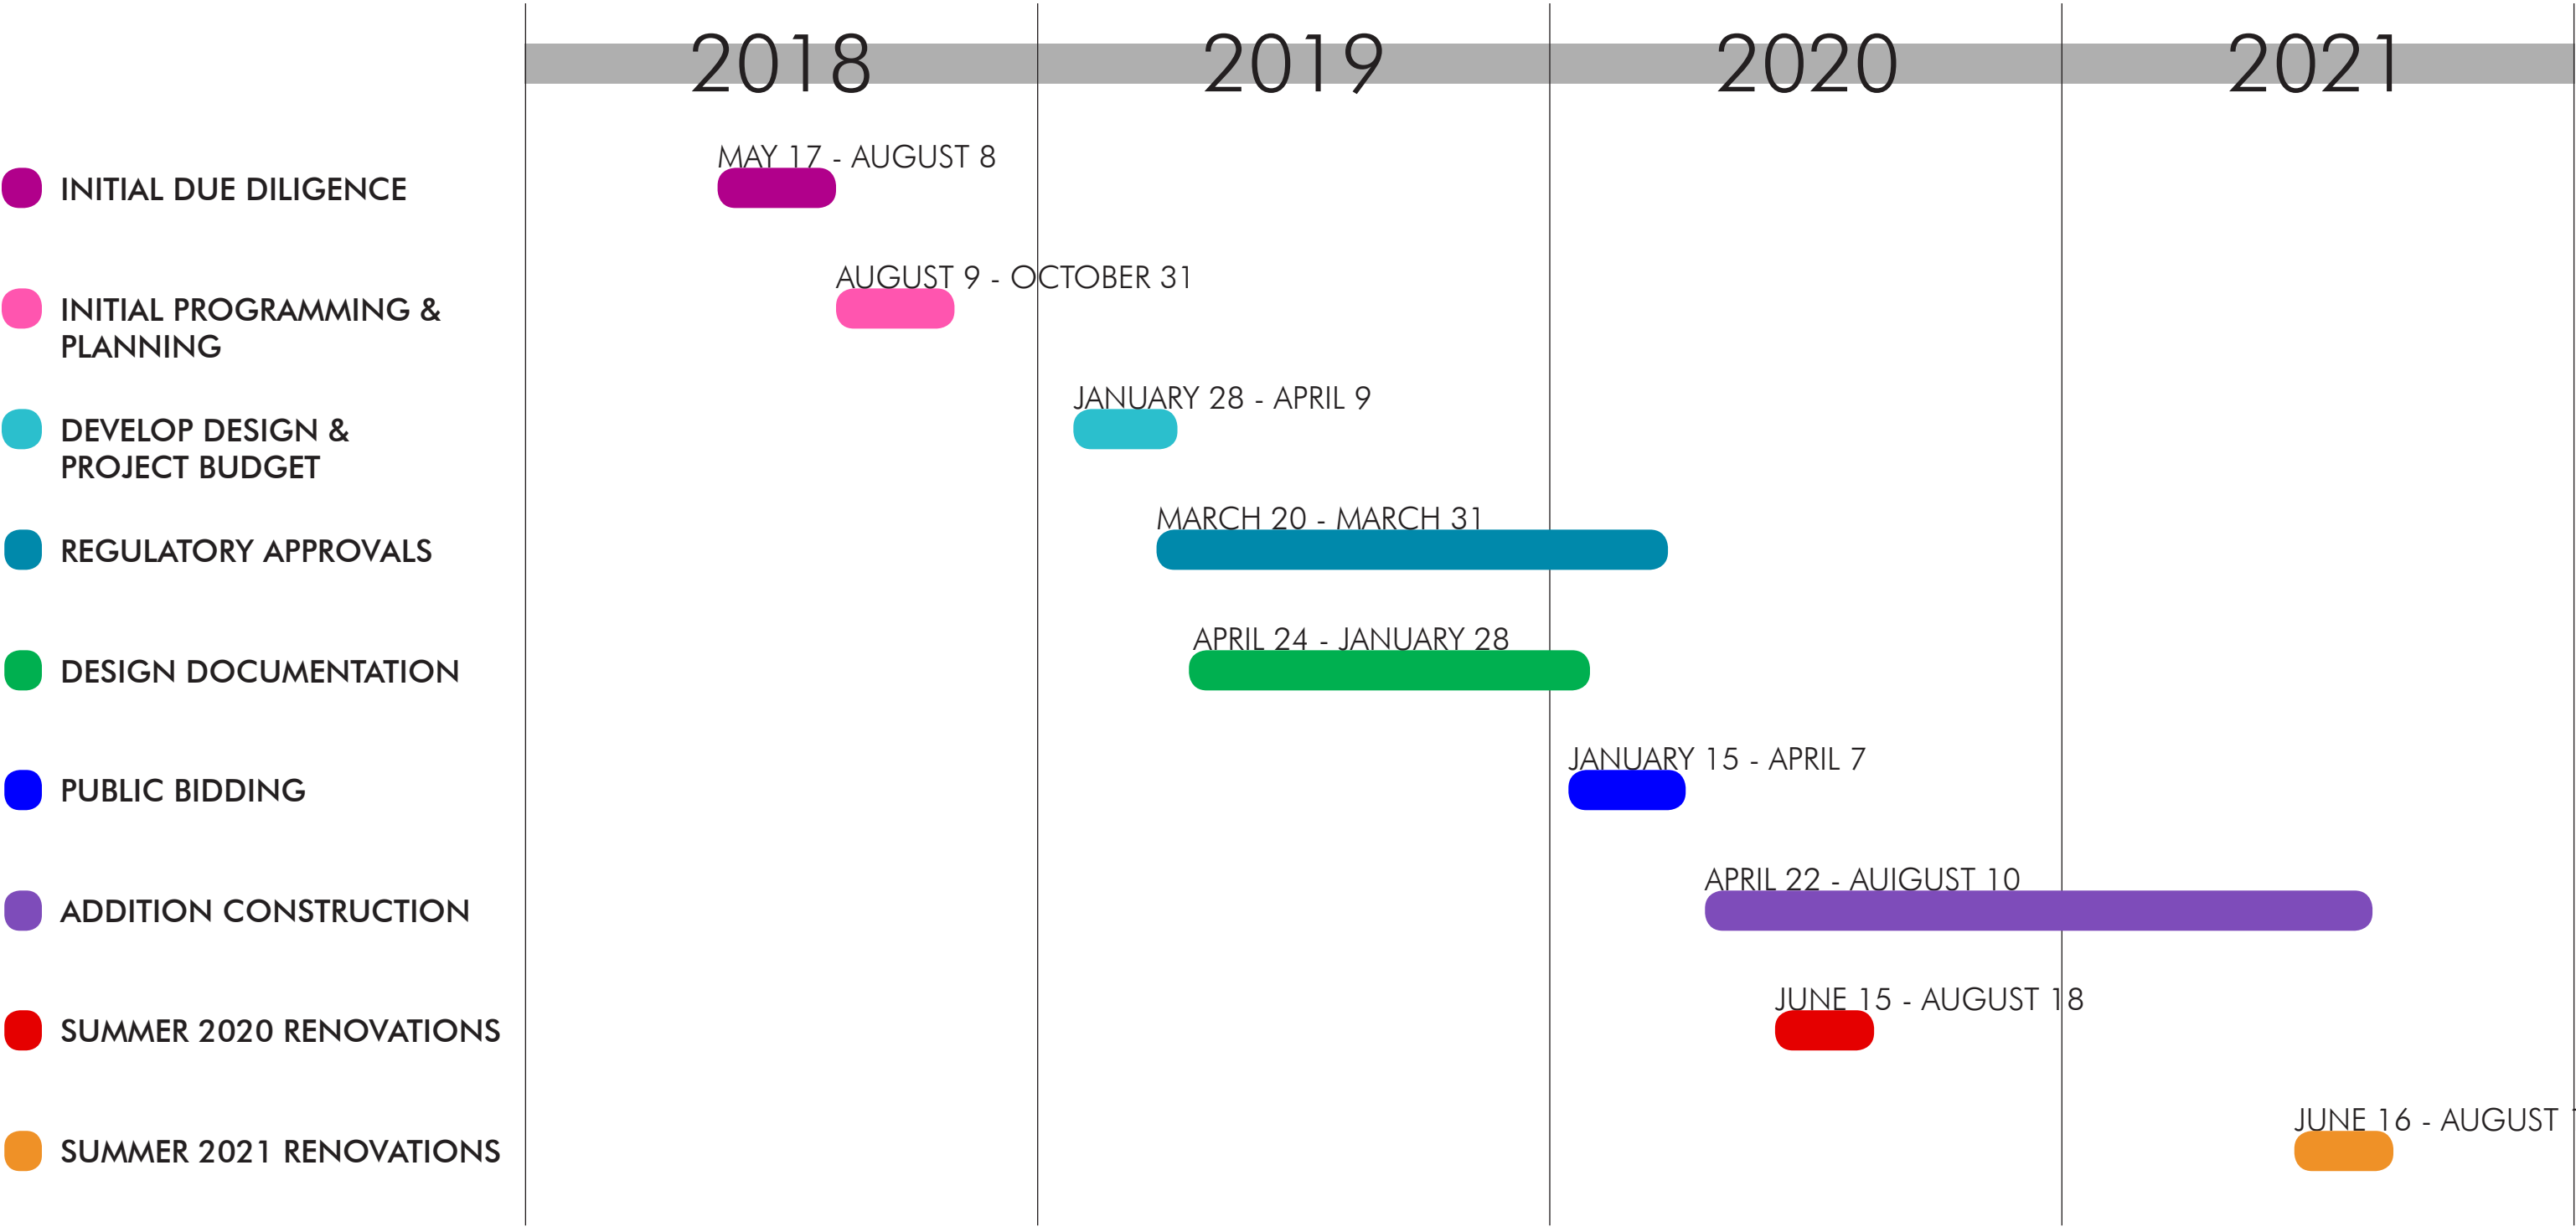 2018 2019 2020 2021
MAY 17 - AUGUST 8
INITIAL DUE DILIGENCE
AUGUST 9 - OCTOBER 31
INITIAL PROGRAMMING &
PLANNING
JANUARY 28 - APRIL 9
DEVELOP DESIGN &
PROJECT BUDGET
MARCH 20 - MARCH 31
REGULATORY APPROVALS
APRIL 24 - JANUARY 28
DESIGN DOCUMENTATION
JANUARY 15 - APRIL 7
PUBLIC BIDDING
APRIL 22 - AUIGUST 10
ADDITION CONSTRUCTION
JUNE 15 - AUGUST 18
SUMMER 2020 RENOVATIONS
JUNE 16 - AUGUST
SUMMER 2021 RENOVATIONS